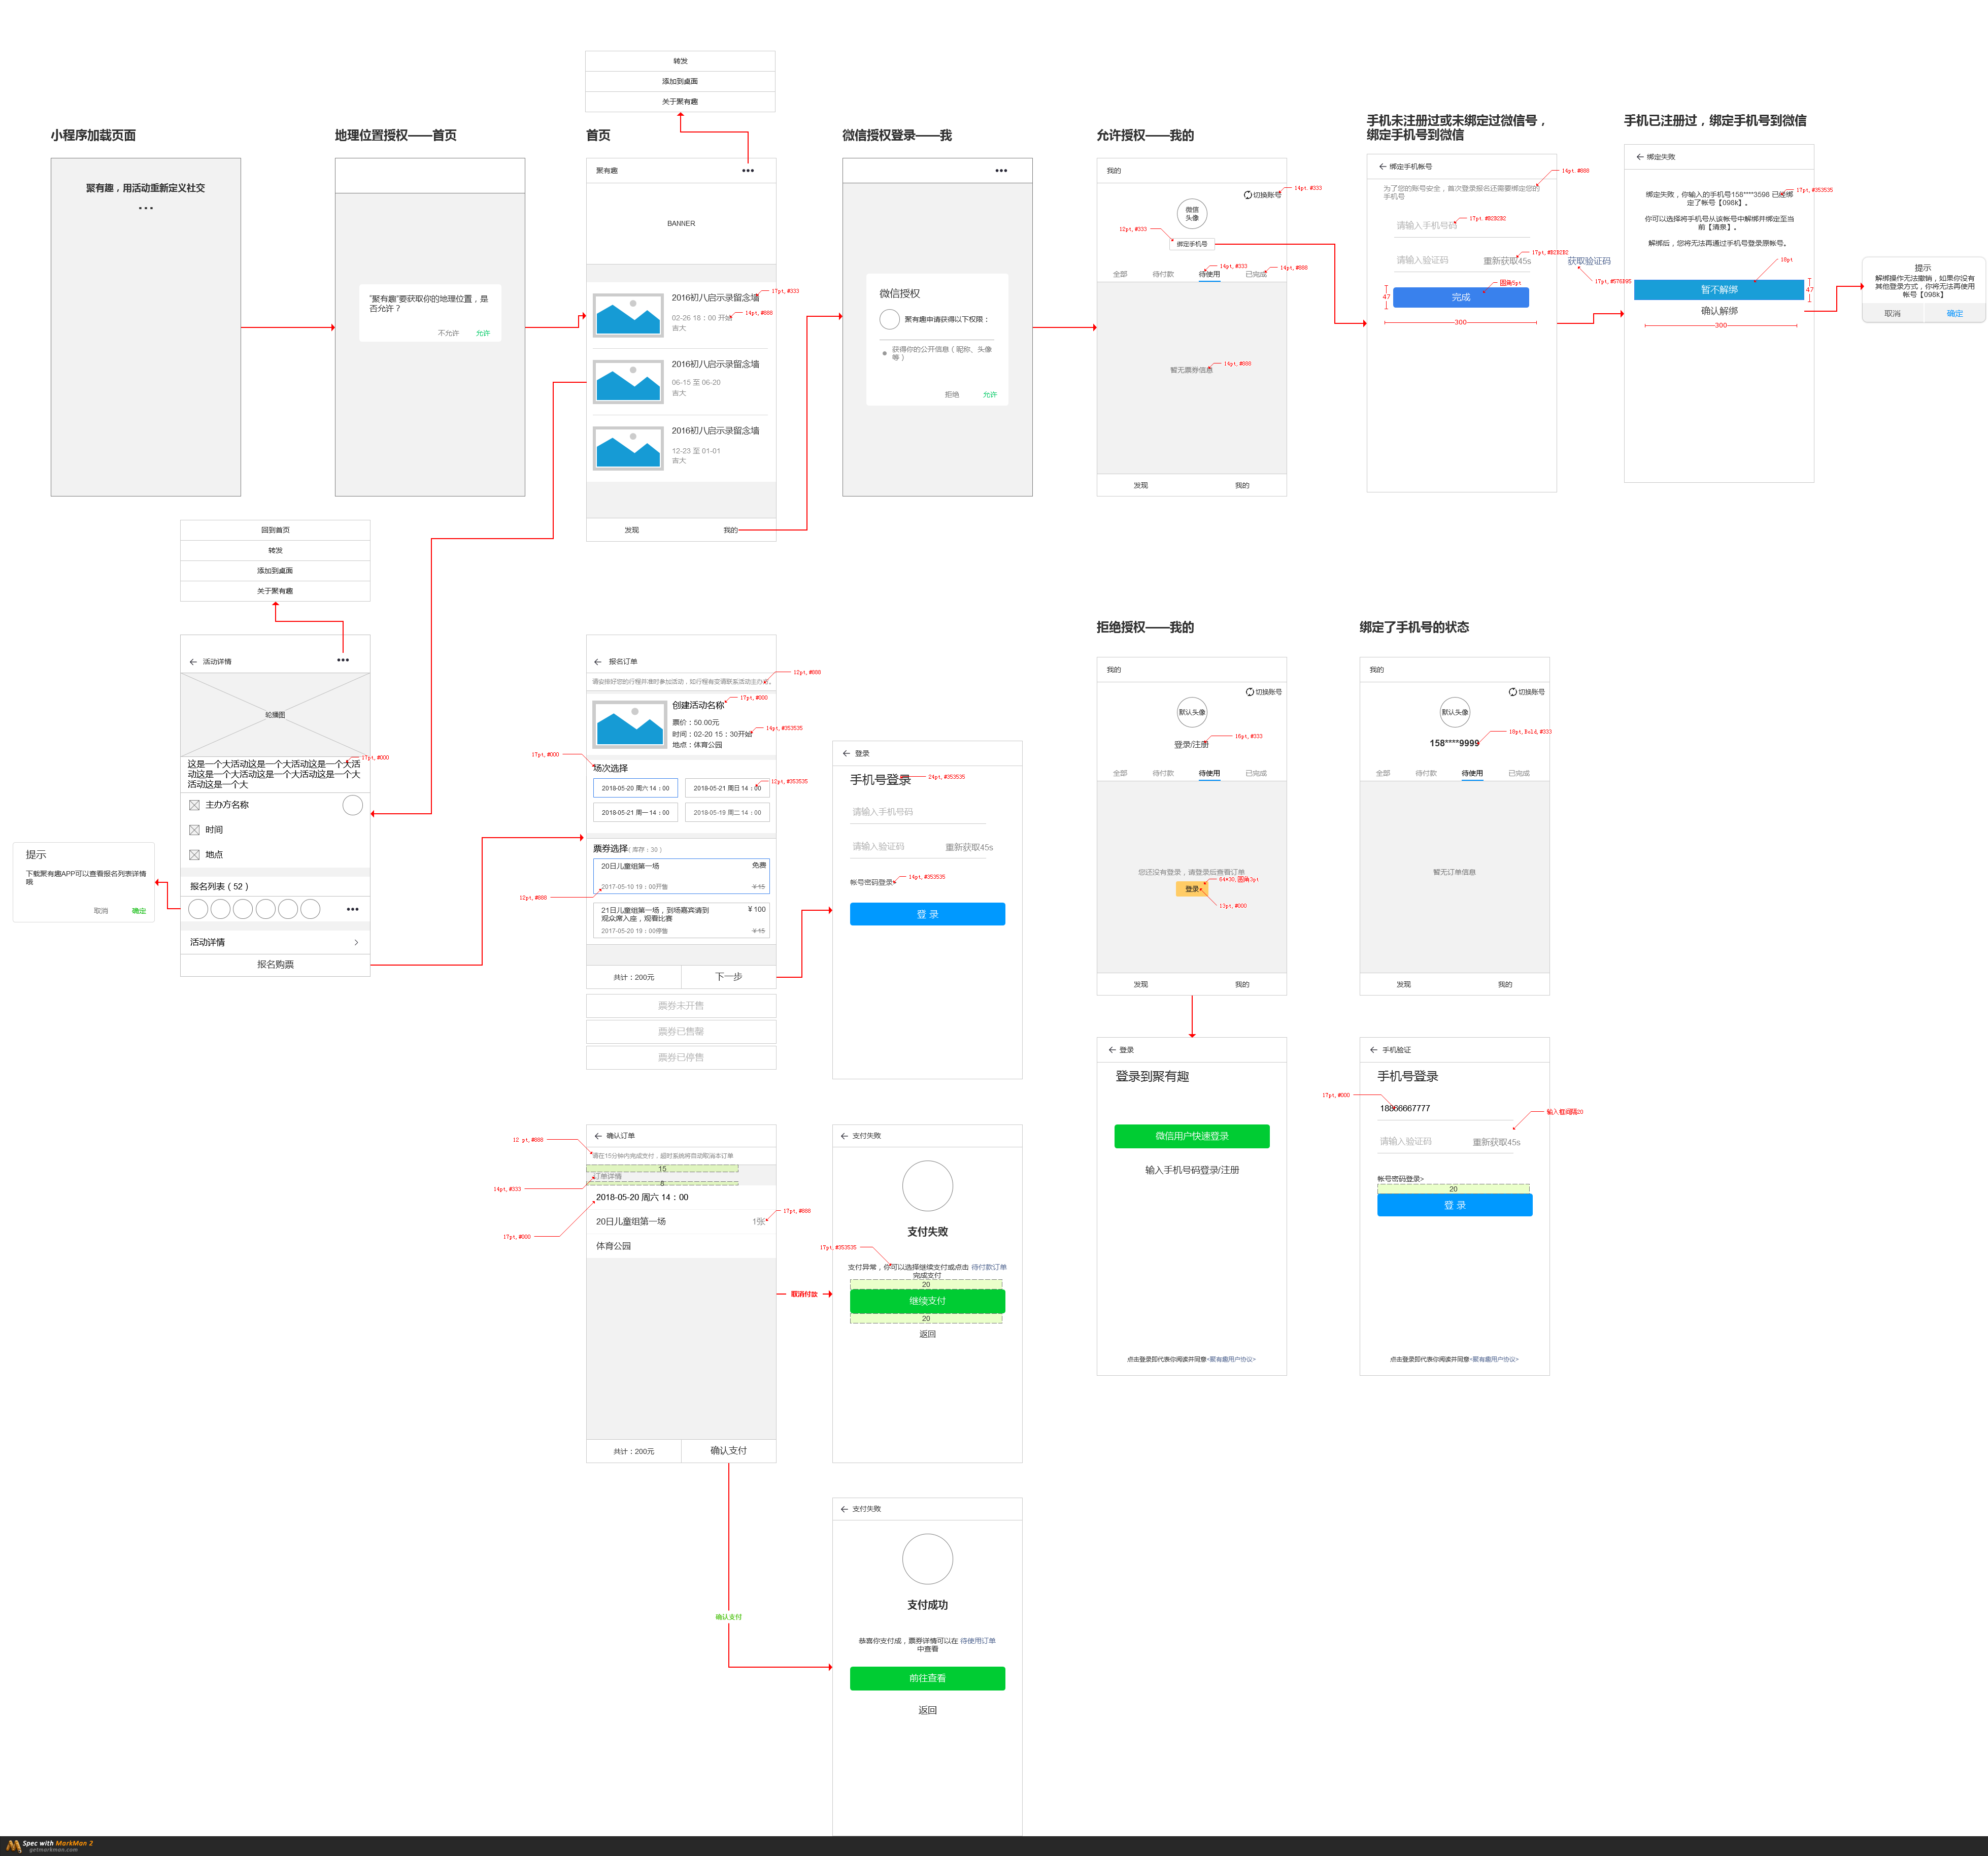 转发
添加到桌面
关于聚有趣
小程序加载页面
聚有趣，用活动重新定义社交
地理位置授权——首页
"聚有趣"要获取你的地理位置，是
否允许？
不允许
允许
首页
聚有趣
BANNER
2016初八启示录留念墙
17pt, #333
02-26 18：00 开始
14pt, #888
吉大
2016初八启示录留念墙
06-15 至 06-20
吉大
2016初八启示录留念墙
12-23 至 01-01
吉大
发现
我的
微信授权登录——我
微信授权
聚有趣申请获得以下权限：
获得你的公开信息（昵称、头像
等）
拒绝
允许
允许授权——我的
我的
切换账号
14pt, #333
微信
头像
12pt, #333
绑定手机号
14pt, #333
14pt, #888
全部
待付款
待使用
已完成
暂无票券信息
14pt, #888
发现
我的
手机未注册过或未绑定过微信号，
绑定手机号到微信
绑定手机帐号
14pt, #888
为了您的账号安全，首次登录报名还需要绑定您的
手机号
请输入手机号码
17pt, #B2B2B2
请输入验证码
重新获取45s
17pt, #B2B2B2
获取验证码
17pt, #576B95
圆角5pt
完成
47
300
手机已注册过，绑定手机号到微信
绑定失败
绑定失败，你输入的手机号158****3598 已经绑
定了帐号【098k】。
17pt, #353535
你可以选择将手机号从该帐号中解绑并绑定至当
前【清泉】。
解绑后，您将无法再通过手机登录原帐号。
18pt
暂不解绑
47
确认解绑
300
提示
解绑操作无法撤销，如果你没有
其他登录方式，你将无法再使用
帐号【098k】
取消
确定
回到首页
转发
添加到桌面
关于聚有趣
活动详情
轮播图
17pt, #000
这是一个大活动这是一个大活动这是一个大活
动这是一个大活动这是一个大活动这是一个大
活动这是一个大
主办方名称
时间
地点
报名列表（52）
活动详情
报名购票
提示
下载聚有趣APP可以查看报名列表详情
哦
取消
确定
报名订单
请安排好您的行程并准时参加活动，如行程有变请联系活动主办方。
12pt, #888
创建活动名称
17pt, #000
票价：50.00元
时间：02-20 15：30开始
14pt, #353535
地点：体育公园
17pt, #000
场次选择
2018-05-20 周六 14：00
2018-05-21 周日 14：00
12pt, #353535
2018-05-21 周一 14：00
2018-05-19 周二 14：00
票券选择（库存：30）
20日儿童组第一场
免费
2017-05-10 19：00开售
¥ 15
12pt, #888
21日儿童组第一场，到场嘉宾请到
观众席入座，观看比赛
¥ 100
2017-05-20 19：00停售
¥ 15
共计：200元
下一步
票券未开售
票券已售罄
票券已停售
登录
手机号登录
24pt, #353535
请输入手机号码
请输入验证码
重新获取45s
帐号密码登录>
14pt, #353535
登 录
拒绝授权——我的
我的
切换账号
默认头像
登录/注册
18pt, #333
全部
待付款
待使用
已完成
您还没有登录，请登录后查看订单
64*30, 圆角3pt
登录
13pt, #000
发现
我的
绑定了手机号的状态
我的
切换账号
默认头像
158****9999
18pt, Bold, #333
全部
待付款
待使用
已完成
暂无订单信息
发现
我的
登录
登录到聚有趣
微信用户快速登录
输入手机号码登录/注册
点击登录即代表你阅读并同意<聚有趣用户协议>
手机验证
手机号登录
17pt, #000
18866667777
输入框间隔20
请输入验证码
重新获取45s
帐号密码登录>
20
登 录
点击登录即代表你阅读并同意<聚有趣用户协议>
确认订单
12 pt, #888
请在15分钟内完成支付，超时系统将自动取消本订单
15
订单详情
8
14pt, #333
2018-05-20 周六 14：00
17pt, #000
20日儿童组第一场
1张
17pt, #888
体育公园
共计：200元
确认支付
取消付款
支付失败
支付失败
17pt, #353535
支付异常，你可以选择继续支付或点击 待付款订单
完成支付
20
继续支付
20
返回
确认支付
支付失败
支付成功
恭喜你支付成，票券详情可以在 待使用订单
中查看
前往查看
返回
Spec with MarkMan 2
getmarkman.com